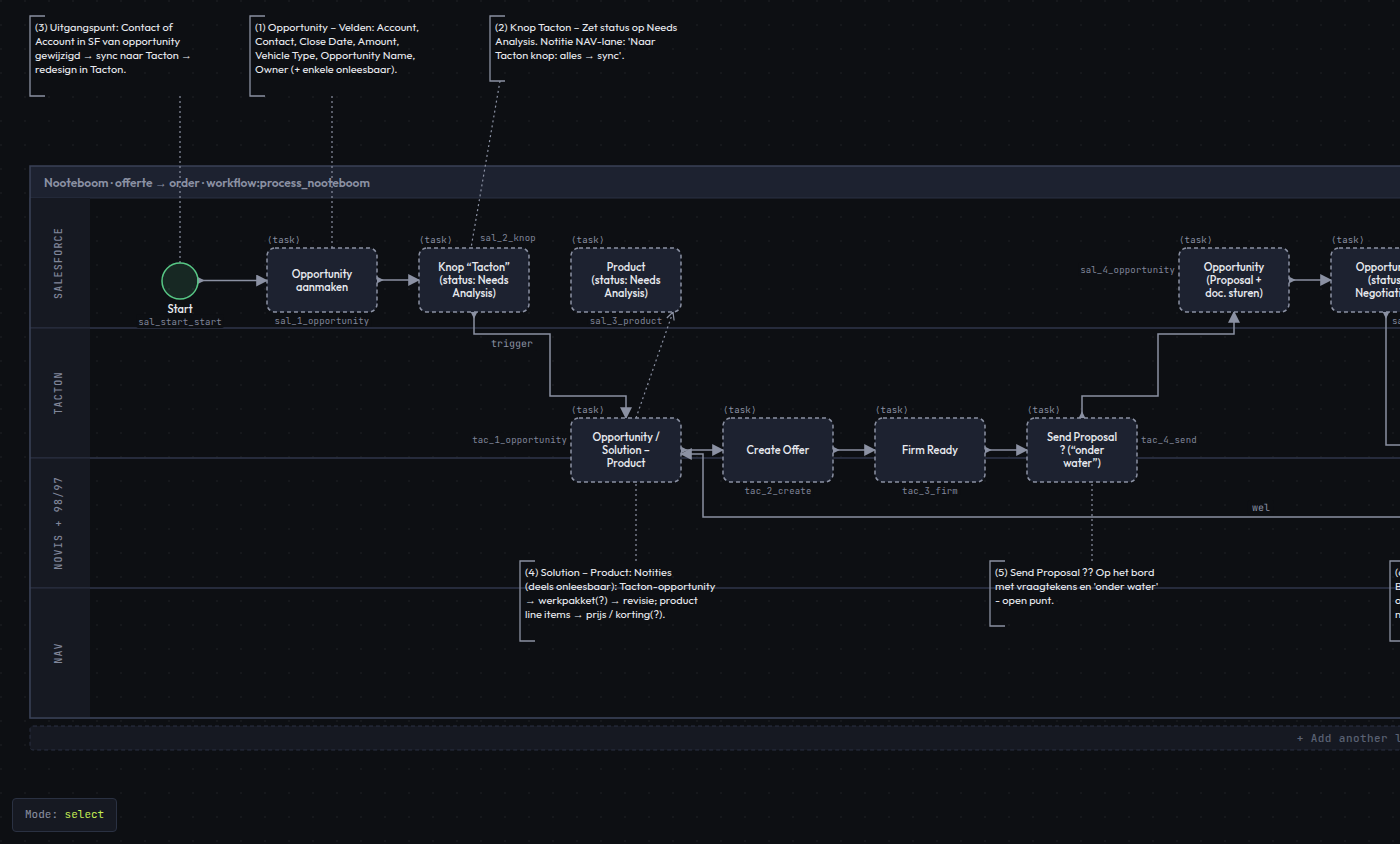 (3) Uitgangspunt: Contact of
Account in SF van opportunity
gewijzigd → sync naar Tacton →
redesign in Tacton.
(1) Opportunity – Velden: Account,
Contact, Close Date, Amount,
Vehicle Type, Opportunity Name,
Owner (+ enkele onleesbaar).
(2) Knop Tacton – Zet status op Needs
Analysis. Notitie NAV-lane: 'Naar
Tacton knop: alles → sync'.
Nooteboom · offerte → order · workflow:process_nooteboom
SALESFORCE
Start
sal_start_start
(task)
Opportunity
aanmaken
sal_1_opportunity
(task)
sal_2_knop
Knop “Tacton”
(status: Needs
Analysis)
(task)
Product
(status: Needs
Analysis)
sal_3_product
(task)
sal_4_opportunity
Opportunity
(Proposal +
doc. sturen)
(task)
trigger
TACTON
(task)
tac_1_opportunity
Opportunity /
Solution –
Product
(task)
Create Offer
tac_2_create
(task)
Firm Ready
tac_3_firm
(task)
Send Proposal
? (“onder
water”)
tac_4_send
NOVIS + 98/97
wel
(4) Solution – Product: Notities
(deels onleesbaar): Tacton-opportunity
→ werkpakket(?) → revisie; product
line items → prijs / korting(?).
(5) Send Proposal ?? Op het bord
met vraagtekens en 'onder water'
- open punt.
NAV
+ Add another
Mode: select